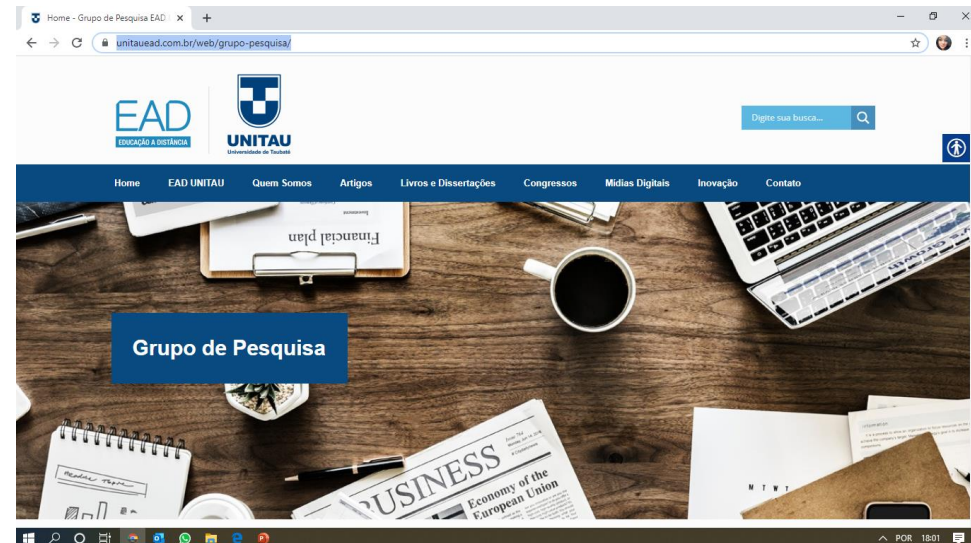 Home - Grupo de Pesquisa EAD
unitauead.com.br/web/grupo-pesquisa/
EAD
EDUCAÇÃO A DISTÂNCIA
UNITAU
Universidade de Taubaté
Digite sua busca...
Home EAD UNITAU Quem Somos Artigos Livros e Dissertações Congressos Mídias Digitais Inovação Contato
Investment
Financial plan
Grupo de Pesquisa
BUSINESS
Economy of the
European Union
Information
M T W T
POR 18:01